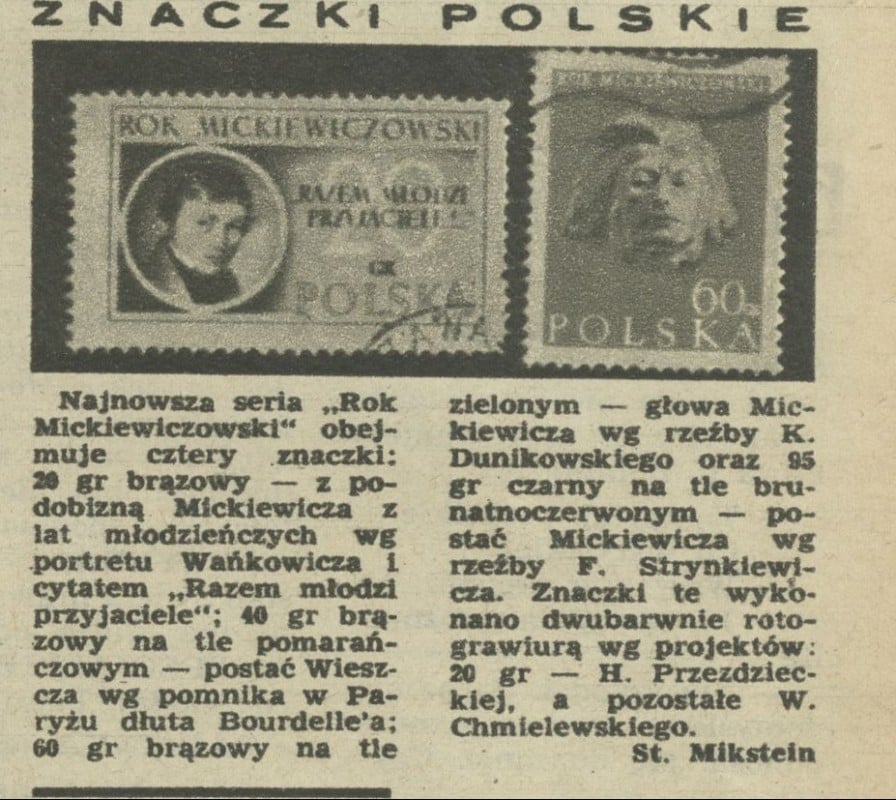 ZNACZKI POLSKIE
ROK MICKIEWICZOWSKI
RAZEM MŁODZI
PRZYJACIELE
GR
POLSKA
ROK MICKIEWICZOWSKI
60
POLSKA
Najnowsza seria „Rok
Mickiewiczowski“ obej-
muje cztery znaczki:
20 gr brązowy — z po-
dobizną Mickiewicza z
lat młodzieńczych wg
portretu Wańkowicza i
cytatem „Razem młodzi
przyjaciele“; 40 gr brą-
zowy na tle pomarań-
czowym — postać Wiesz-
cza wg pomnika w Pa-
ryżu dłuta Bourdelle'a;
60 gr brązowy na tle
zielonym — głowa Mic-
kiewicza wg rzeźby K.
Dunikowskiego oraz 95
gr czarny na tle bru-
natnoczerwonym — po-
stać Mickiewicza wg
rzeźby F. Strynkiewi-
cza. Znaczki te wyko-
nano dwubarwnie roto-
grawiurą wg projektów:
20 gr — H. Przezdziec-
kiej, a pozostałe W.
Chmielewskiego.
St. Mikstein